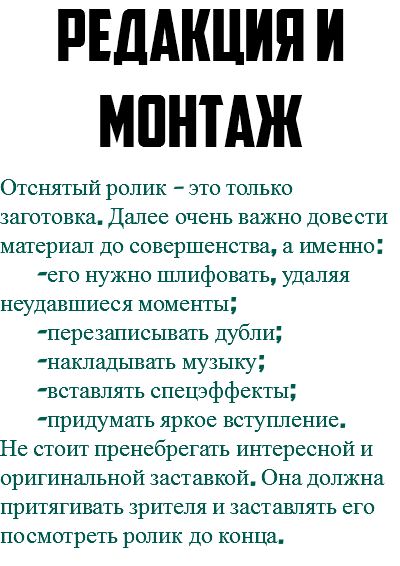 РЕДАКЦИЯ И
МОНТАЖ
Отснятый ролик – это только
заготовка. Далее очень важно довести
материал до совершенства, а именно:
-его нужно шлифовать, удаляя
неудавшиеся моменты;
-перезаписывать дубли;
-накладывать музыку;
-вставлять спецэффекты;
-придумать яркое вступление.
Не стоит пренебрегать интересной и
оригинальной заставкой. Она должна
притягивать зрителя и заставлять его
посмотреть ролик до конца.